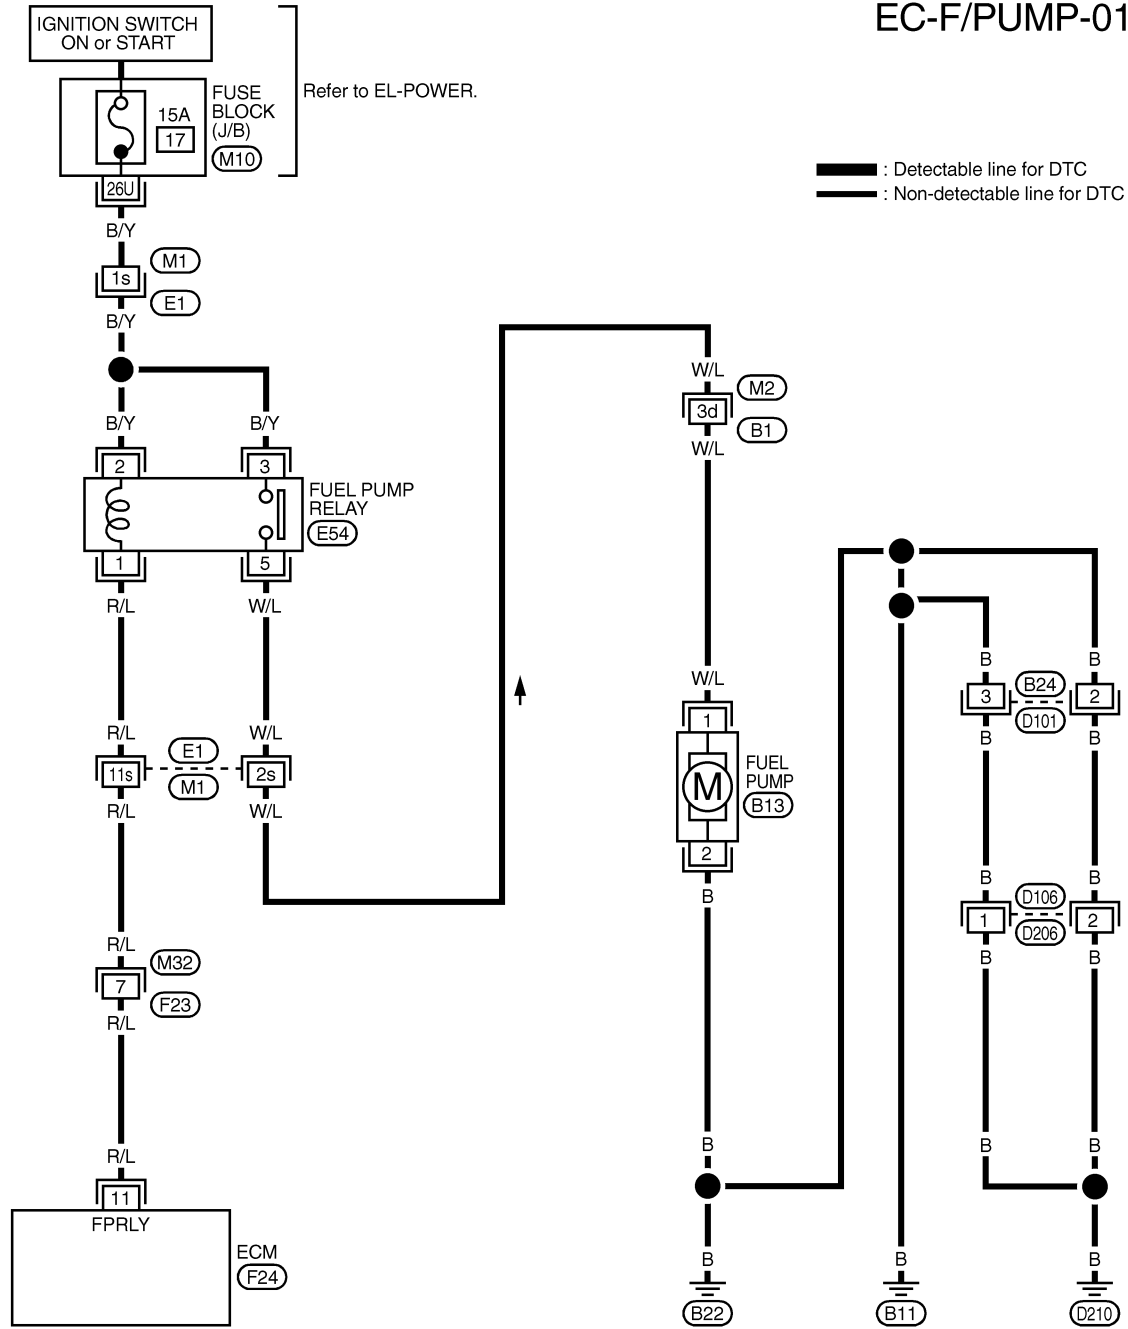 EC-F/PUMP-01
IGNITION SWITCH
ON or START
FUSE
BLOCK
(J/B)
M10
Refer to EL-POWER.
15A
17
: Detectable line for DTC
: Non-detectable line for DTC
26U
B/Y
M1
1s
E1
B/Y
B/Y
B/Y
2
3
FUEL PUMP
RELAY
E54
1
5
R/L
W/L
R/L
W/L
E1
11s
2s
M1
R/L
W/L
R/L
M32
7
F23
R/L
R/L
11
FPRLY
ECM
F24
W/L
M2
3d
B1
W/L
W/L
1
M
FUEL
PUMP
B13
2
B
B
B
B22
B
B
3
B24
2
D101
B
B
B
B
1
D106
2
D206
B
B
B
B
B
B
B11
D210